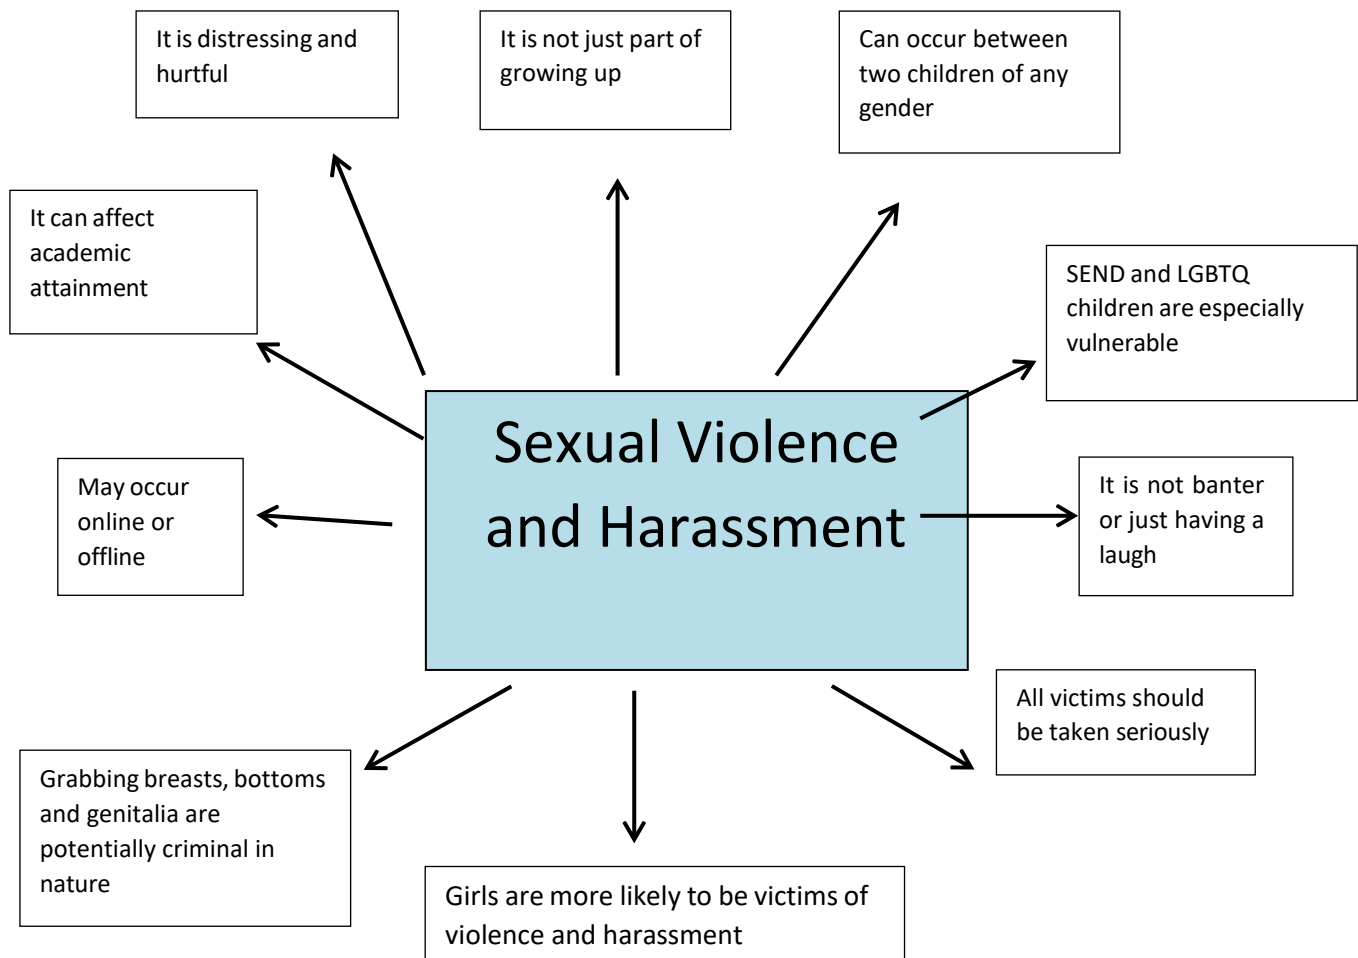 It is distressing and
hurtful
It is not just part of
growing up
Can occur between
two children of any
gender
It can affect
academic
attainment
SEND and LGBTQ
children are especially
vulnerable
Sexual Violence
and Harassment
May occur
online or
offline
It is not banter
or just having a
laugh
All victims should
be taken seriously
Grabbing breasts, bottoms
and genitalia are
potentially criminal in
nature
Girls are more likely to be victims of
violence and harassment